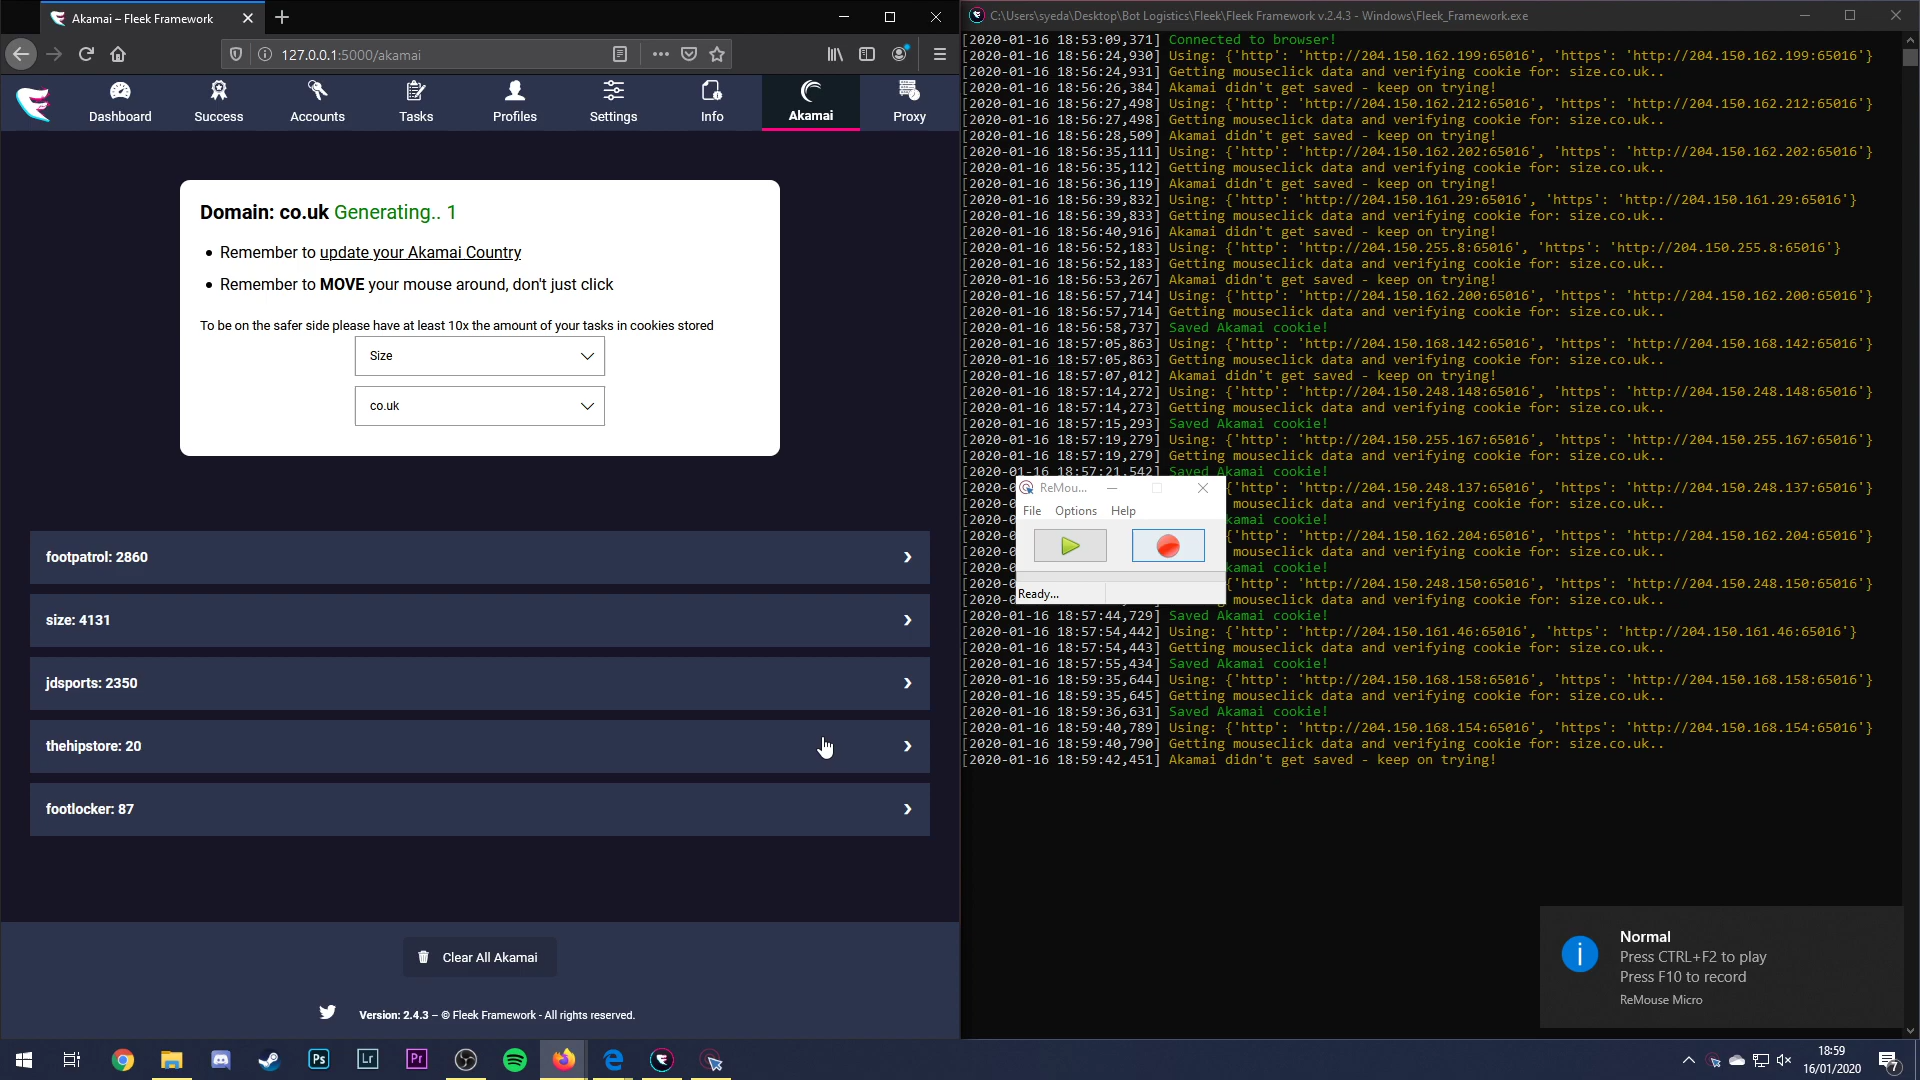 Akamai – Fleek Framework
127.0.0.1:5000/akamai
Dashboard
Success
Accounts
Tasks
Profiles
Settings
Info
Akamai
Proxy
Domain: co.uk Generating.. 1
Remember to update your Akamai Country
Remember to MOVE your mouse around, don't just click
To be on the safer side please have at least 10x the amount of your tasks in cookies stored
Size
co.uk
footpatrol: 2860
size: 4131
jdsports: 2350
thehipstore: 20
footlocker: 87
Clear All Akamai
Version: 2.4.3 – © Fleek Framework - All rights reserved.
C:\Users\syeda\Desktop\Bot Logistics\Fleek\Fleek Framework v.2.4.3 - Windows\Fleek_Framework.exe
[2020-01-16 18:53:09,371] Connected to browser!
[2020-01-16 18:56:24,930] Using: {'http': 'http://204.150.162.199:65016', 'https': 'http://204.150.162.199:65016'}
[2020-01-16 18:56:24,931] Getting mouseclick data and verifying cookie for: size.co.uk..
[2020-01-16 18:56:26,384] Akamai didn't get saved - keep on trying!
[2020-01-16 18:56:27,498] Using: {'http': 'http://204.150.162.212:65016', 'https': 'http://204.150.162.212:65016'}
[2020-01-16 18:56:27,498] Getting mouseclick data and verifying cookie for: size.co.uk..
[2020-01-16 18:56:28,509] Akamai didn't get saved - keep on trying!
[2020-01-16 18:56:35,111] Using: {'http': 'http://204.150.162.202:65016', 'https': 'http://204.150.162.202:65016'}
[2020-01-16 18:56:35,112] Getting mouseclick data and verifying cookie for: size.co.uk..
[2020-01-16 18:56:36,119] Akamai didn't get saved - keep on trying!
[2020-01-16 18:56:39,832] Using: {'http': 'http://204.150.161.29:65016', 'https': 'http://204.150.161.29:65016'}
[2020-01-16 18:56:39,833] Getting mouseclick data and verifying cookie for: size.co.uk..
[2020-01-16 18:56:40,916] Akamai didn't get saved - keep on trying!
[2020-01-16 18:56:52,183] Using: {'http': 'http://204.150.255.8:65016', 'https': 'http://204.150.255.8:65016'}
[2020-01-16 18:56:52,183] Getting mouseclick data and verifying cookie for: size.co.uk..
[2020-01-16 18:56:53,267] Akamai didn't get saved - keep on trying!
[2020-01-16 18:56:57,714] Using: {'http': 'http://204.150.162.200:65016', 'https': 'http://204.150.162.200:65016'}
[2020-01-16 18:56:57,714] Getting mouseclick data and verifying cookie for: size.co.uk..
[2020-01-16 18:56:58,737] Saved Akamai cookie!
[2020-01-16 18:57:05,863] Using: {'http': 'http://204.150.168.142:65016', 'https': 'http://204.150.168.142:65016'}
[2020-01-16 18:57:05,863] Getting mouseclick data and verifying cookie for: size.co.uk..
[2020-01-16 18:57:07,012] Akamai didn't get saved - keep on trying!
[2020-01-16 18:57:14,272] Using: {'http': 'http://204.150.248.148:65016', 'https': 'http://204.150.248.148:65016'}
[2020-01-16 18:57:14,273] Getting mouseclick data and verifying cookie for: size.co.uk..
[2020-01-16 18:57:15,293] Saved Akamai cookie!
[2020-01-16 18:57:19,279] Using: {'http': 'http://204.150.255.167:65016', 'https': 'http://204.150.255.167:65016'}
[2020-01-16 18:57:19,279] Getting mouseclick data and verifying cookie for: size.co.uk..
[2020-01-16 18:57:21,542] Saved Akamai cookie!
[2020-0 {'http': 'http://204.150.248.137:65016', 'https': 'http://204.150.248.137:65016'}
[2020-0 mouseclick data and verifying cookie for: size.co.uk..
[2020-0 kamai cookie!
[2020-0 {'http': 'http://204.150.162.204:65016', 'https': 'http://204.150.162.204:65016'}
[2020-0 mouseclick data and verifying cookie for: size.co.uk..
[2020-0 kamai cookie!
[2020-0 {'http': 'http://204.150.248.150:65016', 'https': 'http://204.150.248.150:65016'}
[2020-0 mouseclick data and verifying cookie for: size.co.uk..
[2020-01-16 18:57:44,729] Saved Akamai cookie!
[2020-01-16 18:57:54,442] Using: {'http': 'http://204.150.161.46:65016', 'https': 'http://204.150.161.46:65016'}
[2020-01-16 18:57:54,443] Getting mouseclick data and verifying cookie for: size.co.uk..
[2020-01-16 18:57:55,434] Saved Akamai cookie!
[2020-01-16 18:59:35,644] Using: {'http': 'http://204.150.168.158:65016', 'https': 'http://204.150.168.158:65016'}
[2020-01-16 18:59:35,645] Getting mouseclick data and verifying cookie for: size.co.uk..
[2020-01-16 18:59:36,631] Saved Akamai cookie!
[2020-01-16 18:59:40,789] Using: {'http': 'http://204.150.168.154:65016', 'https': 'http://204.150.168.154:65016'}
[2020-01-16 18:59:40,790] Getting mouseclick data and verifying cookie for: size.co.uk..
[2020-01-16 18:59:42,451] Akamai didn't get saved - keep on trying!
ReMou...
File Options Help
Ready...
Normal
Press CTRL+F2 to play
Press F10 to record
ReMouse Micro
Ps
Lr
Pr
18:59
16/01/2020
7